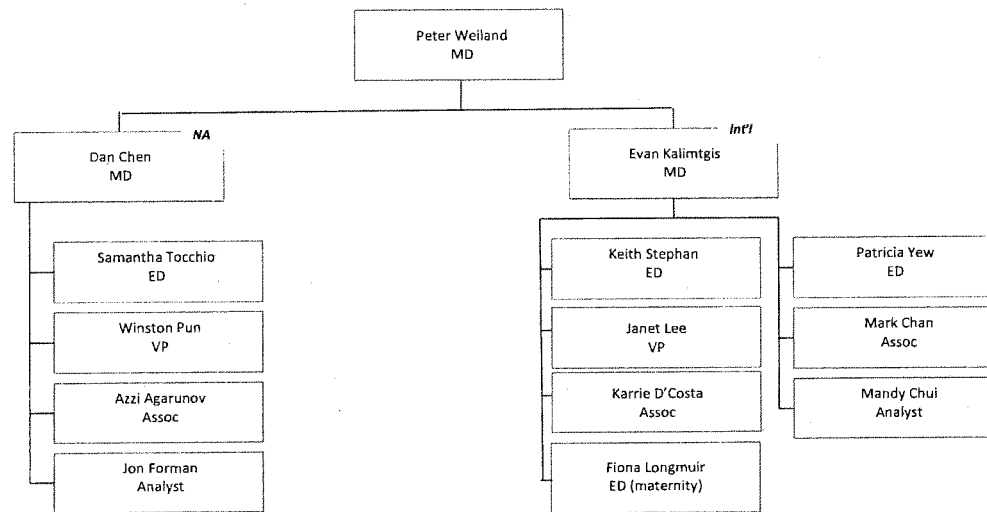 Peter Weiland
MD
NA
Dan Chen
MD
Int'l
Evan Kalimtgis
MD
Samantha Tocchio
ED
Winston Pun
VP
Azzi Agarunov
Assoc
Jon Forman
Analyst
Keith Stephan
ED
Janet Lee
VP
Karrie D'Costa
Assoc
Fiona Longmuir
ED (maternity)
Patricia Yew
ED
Mark Chan
Assoc
Mandy Chui
Analyst